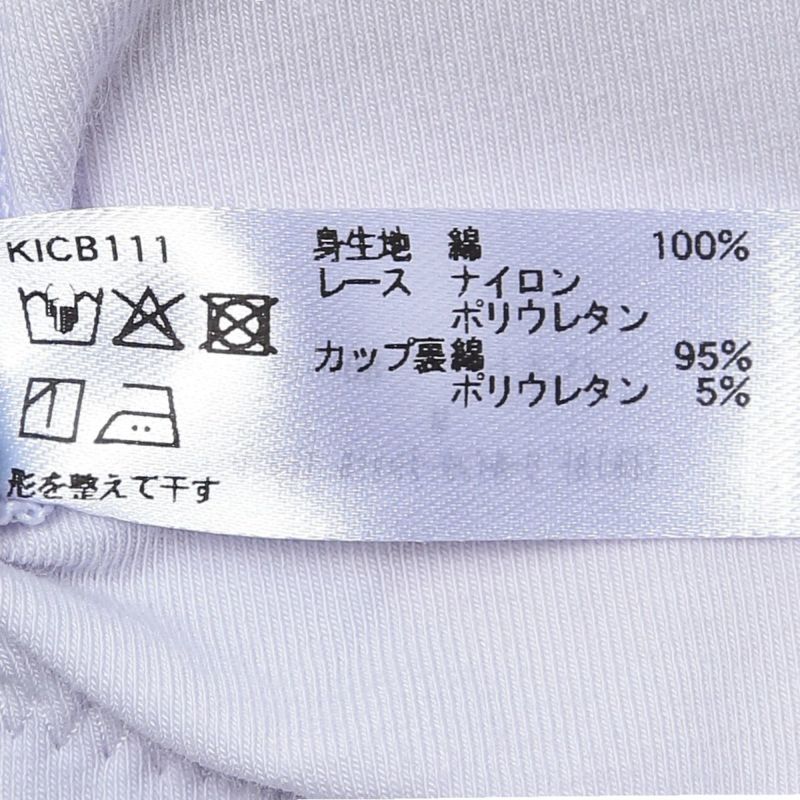 KICB111
形を整えて干す
身生地 綿 100%
レース ナイロン
ポリウレタン
カップ裏綿 95%
ポリウレタン 5%